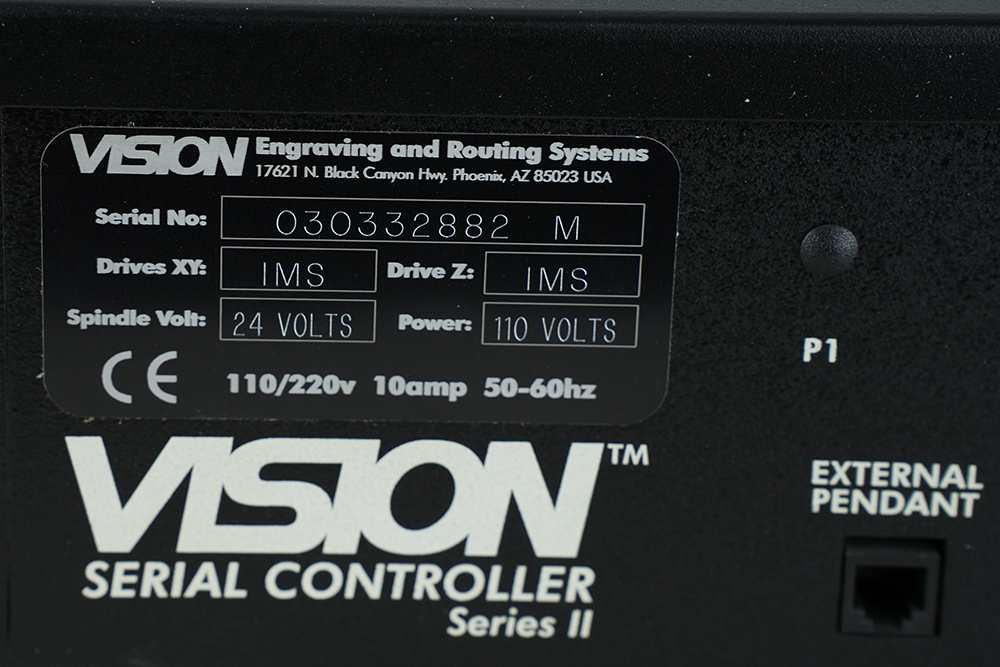 VISION Engraving and Routing Systems
17621 N. Black Canyon Hwy. Phoenix, AZ 85023 USA
Serial No: 030332882 M
Drives XY: IMS Drive Z: IMS
Spindle Volt: 24 VOLTS Power: 110 VOLTS
CE 110/220v 10amp 50-60hz
VISION™
SERIAL CONTROLLER
Series II
P1
EXTERNAL
PENDANT